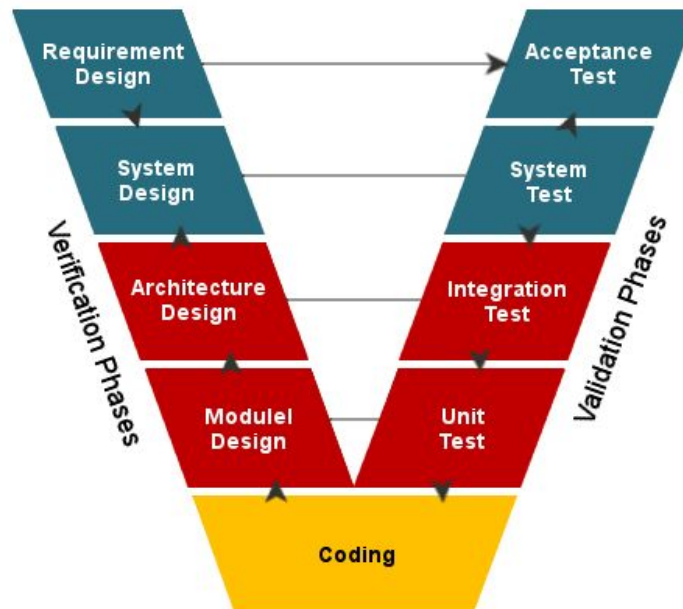 Requirement
Design
Acceptance
Test
System
Design
System
Test
Architecture
Design
Integration
Test
Modulel
Design
Unit
Test
Coding
Verification Phases
Validation Phases